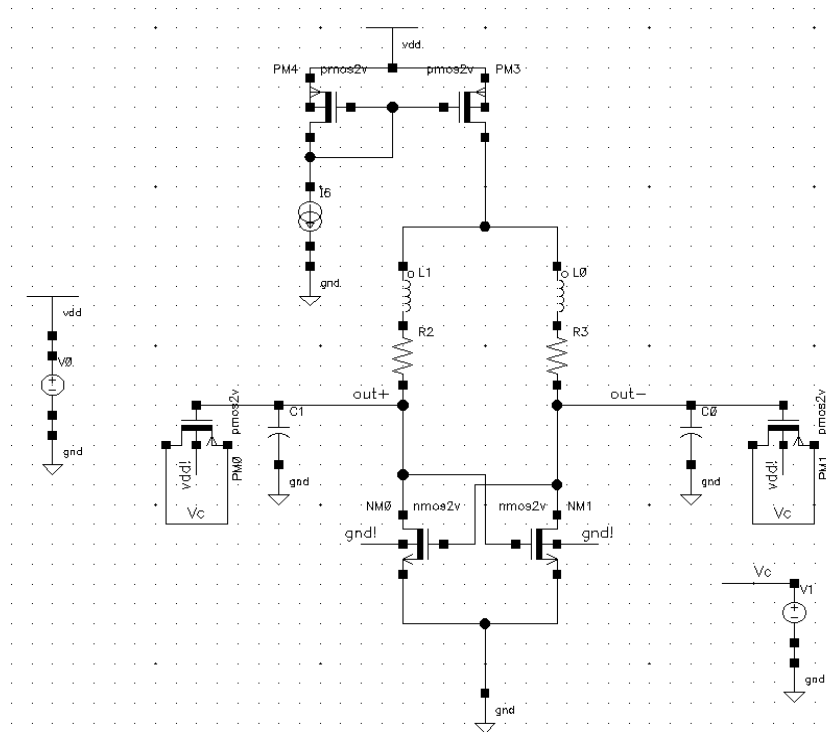 vdd
PM4 pmos2v pmos2v PM3
I6
gnd
L1 L0
vdd
R2 R3
V0
out+ out-
pmos2v C1 C0 pmos2v
gnd
vdd! PM0 gnd gnd vdd! PM1
Vc Vc
NM0 nmos2v nmos2v NM1
gnd! gnd!
Vc V1
gnd
gnd